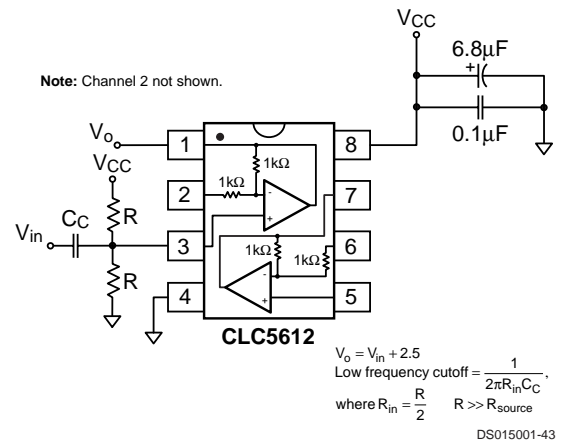 VCC
6.8µF
+
0.1µF
Note: Channel 2 not shown.
Vo
VCC
R
Vin
CC
R
1
2
3
4
8
7
6
5
1kΩ
1kΩ
-
+
1kΩ
1kΩ
-
+
CLC5612
Vo = Vin + 2.5
Low frequency cutoff = 1 / 2πRinCC ,
where Rin = R / 2 R >> Rsource
DS015001-43